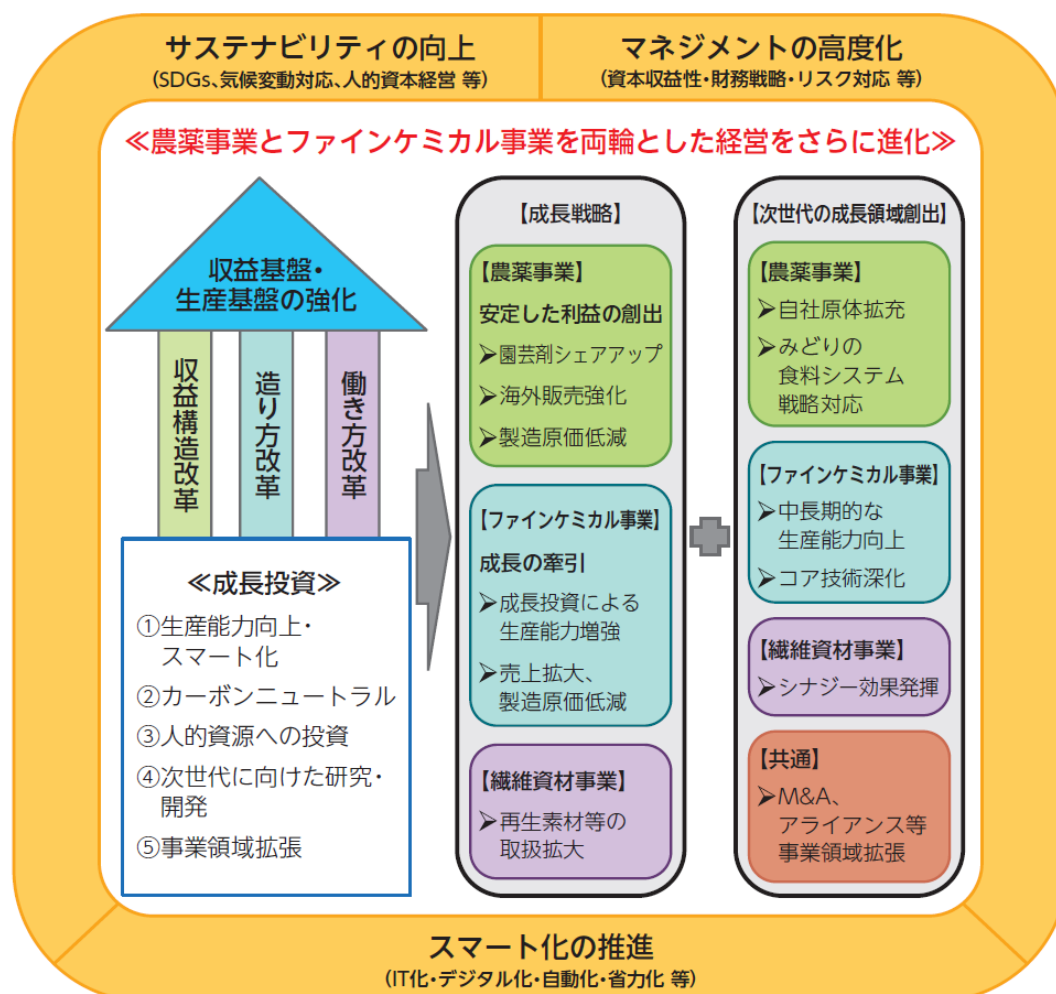 サステナビリティの向上
（SDGs、気候変動対応、人的資本経営 等）
マネジメントの高度化
（資本収益性・財務戦略・リスク対応 等）
≪農薬事業とファインケミカル事業を両輪とした経営をさらに進化≫
収益基盤・
生産基盤の強化
収益構造改革
造り方改革
働き方改革
≪成長投資≫
①生産能力向上・
スマート化
②カーボンニュートラル
③人的資源への投資
④次世代に向けた研究・
開発
⑤事業領域拡張
【成長戦略】
【農薬事業】
安定した利益の創出
➤園芸剤シェアアップ
➤海外販売強化
➤製造原価低減
【ファインケミカル事業】
成長の牽引
➤成長投資による
生産能力増強
➤売上拡大、
製造原価低減
【繊維資材事業】
➤再生素材等の
取扱拡大
【次世代の成長領域創出】
【農薬事業】
➤自社原体拡充
➤みどりの
食料システム
戦略対応
【ファインケミカル事業】
➤中長期的な
生産能力向上
➤コア技術深化
【繊維資材事業】
➤シナジー効果発揮
【共通】
➤M&A、
アライアンス等
事業領域拡張
スマート化の推進
（IT化・デジタル化・自動化・省力化 等）